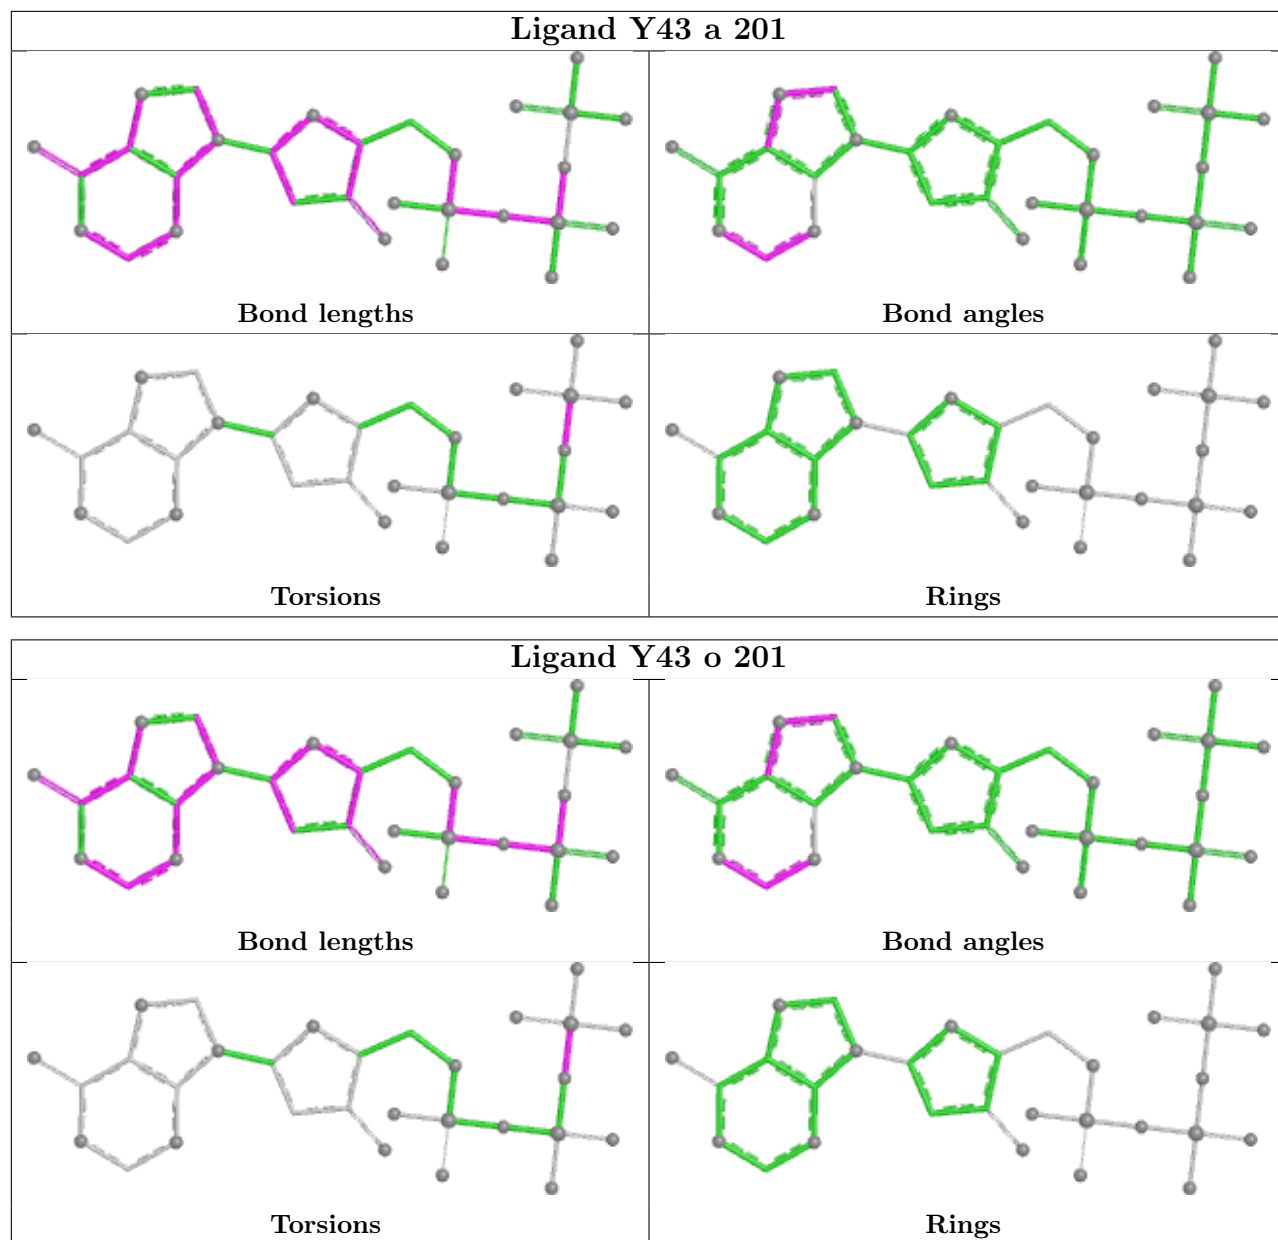 Ligand Y43 a 201
Bond lengths
Bond angles
Torsions
Rings
Ligand Y43 o 201
Bond lengths
Bond angles
Torsions
Rings